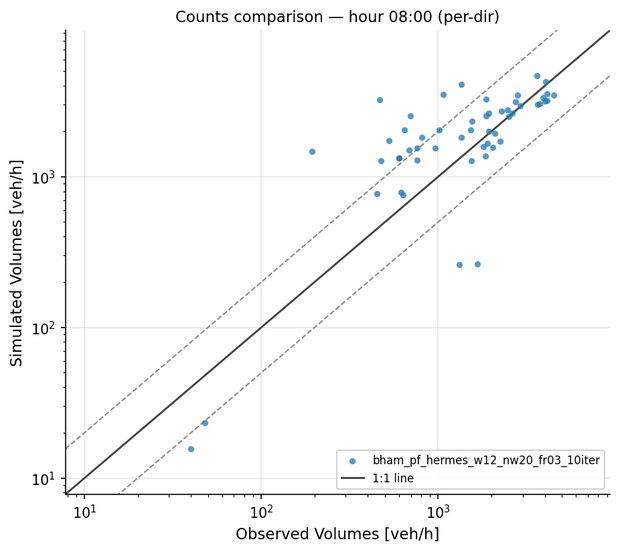 Counts comparison — hour 08:00 (per-dir)
Simulated Volumes [veh/h]
10³
10²
10¹
10¹
10²
10³
Observed Volumes [veh/h]
bham_pf_hermes_w12_nw20_fr03_10iter
1:1 line